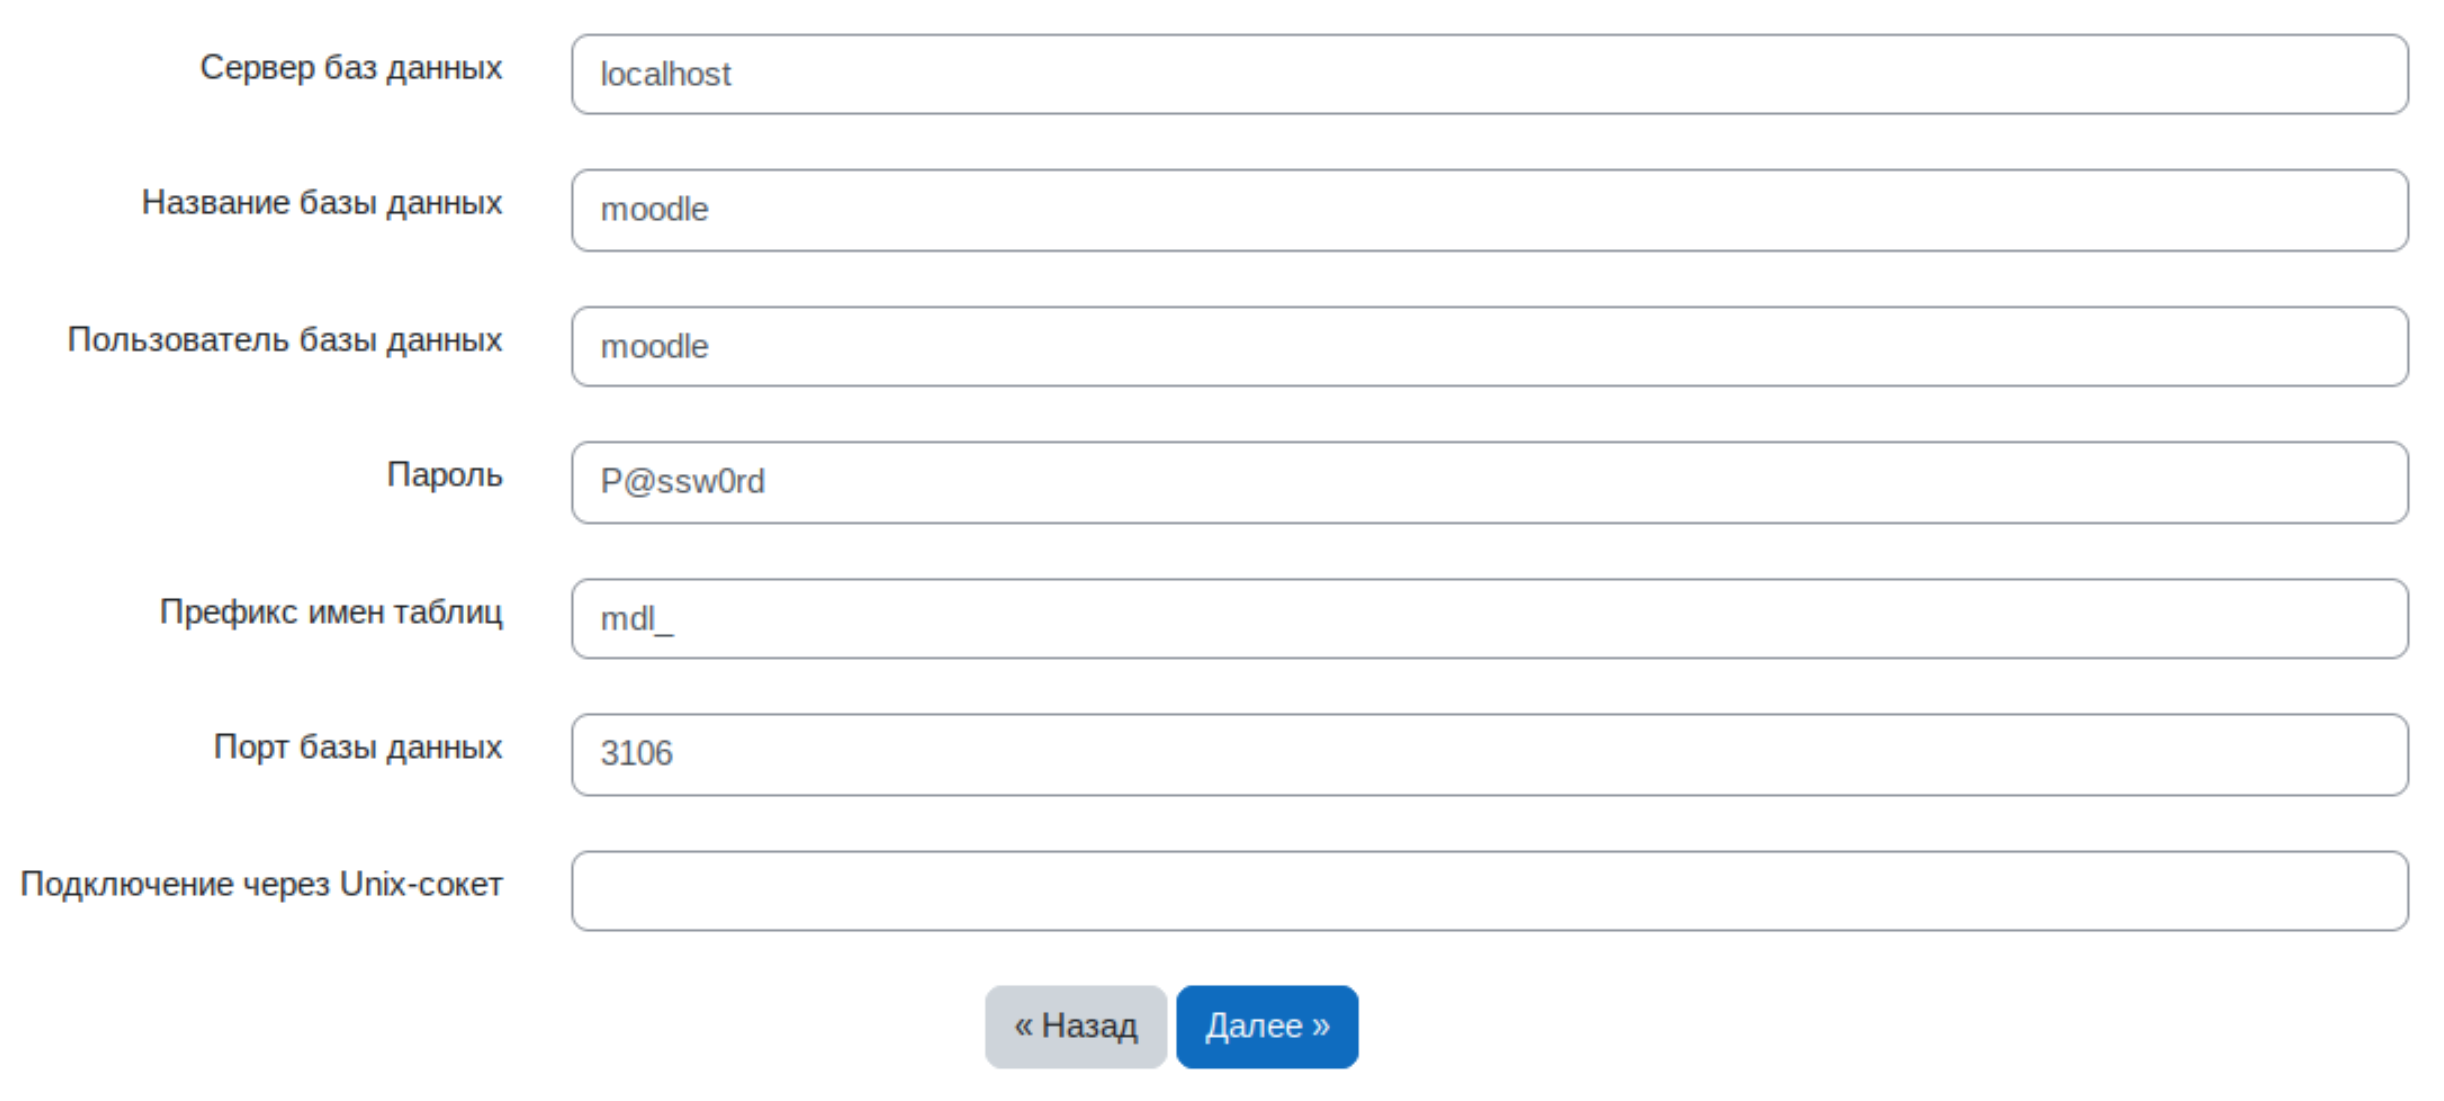 Сервер баз данных localhost
Название базы данных moodle
Пользователь базы данных moodle
Пароль P@ssw0rd
Префикс имен таблиц mdl_
Порт базы данных 3106
Подключение через Unix-сокет
« Назад Далее »